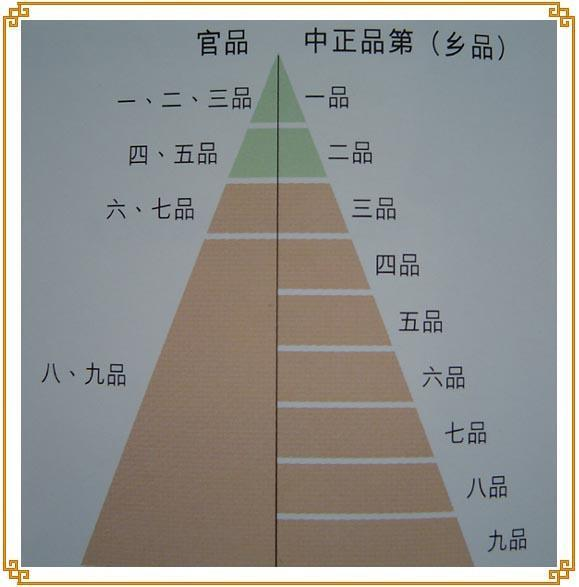 官品 中正品第（乡品）
一、二、三品 一品
四、五品 二品
六、七品 三品
四品
五品
八、九品 六品
七品
八品
九品